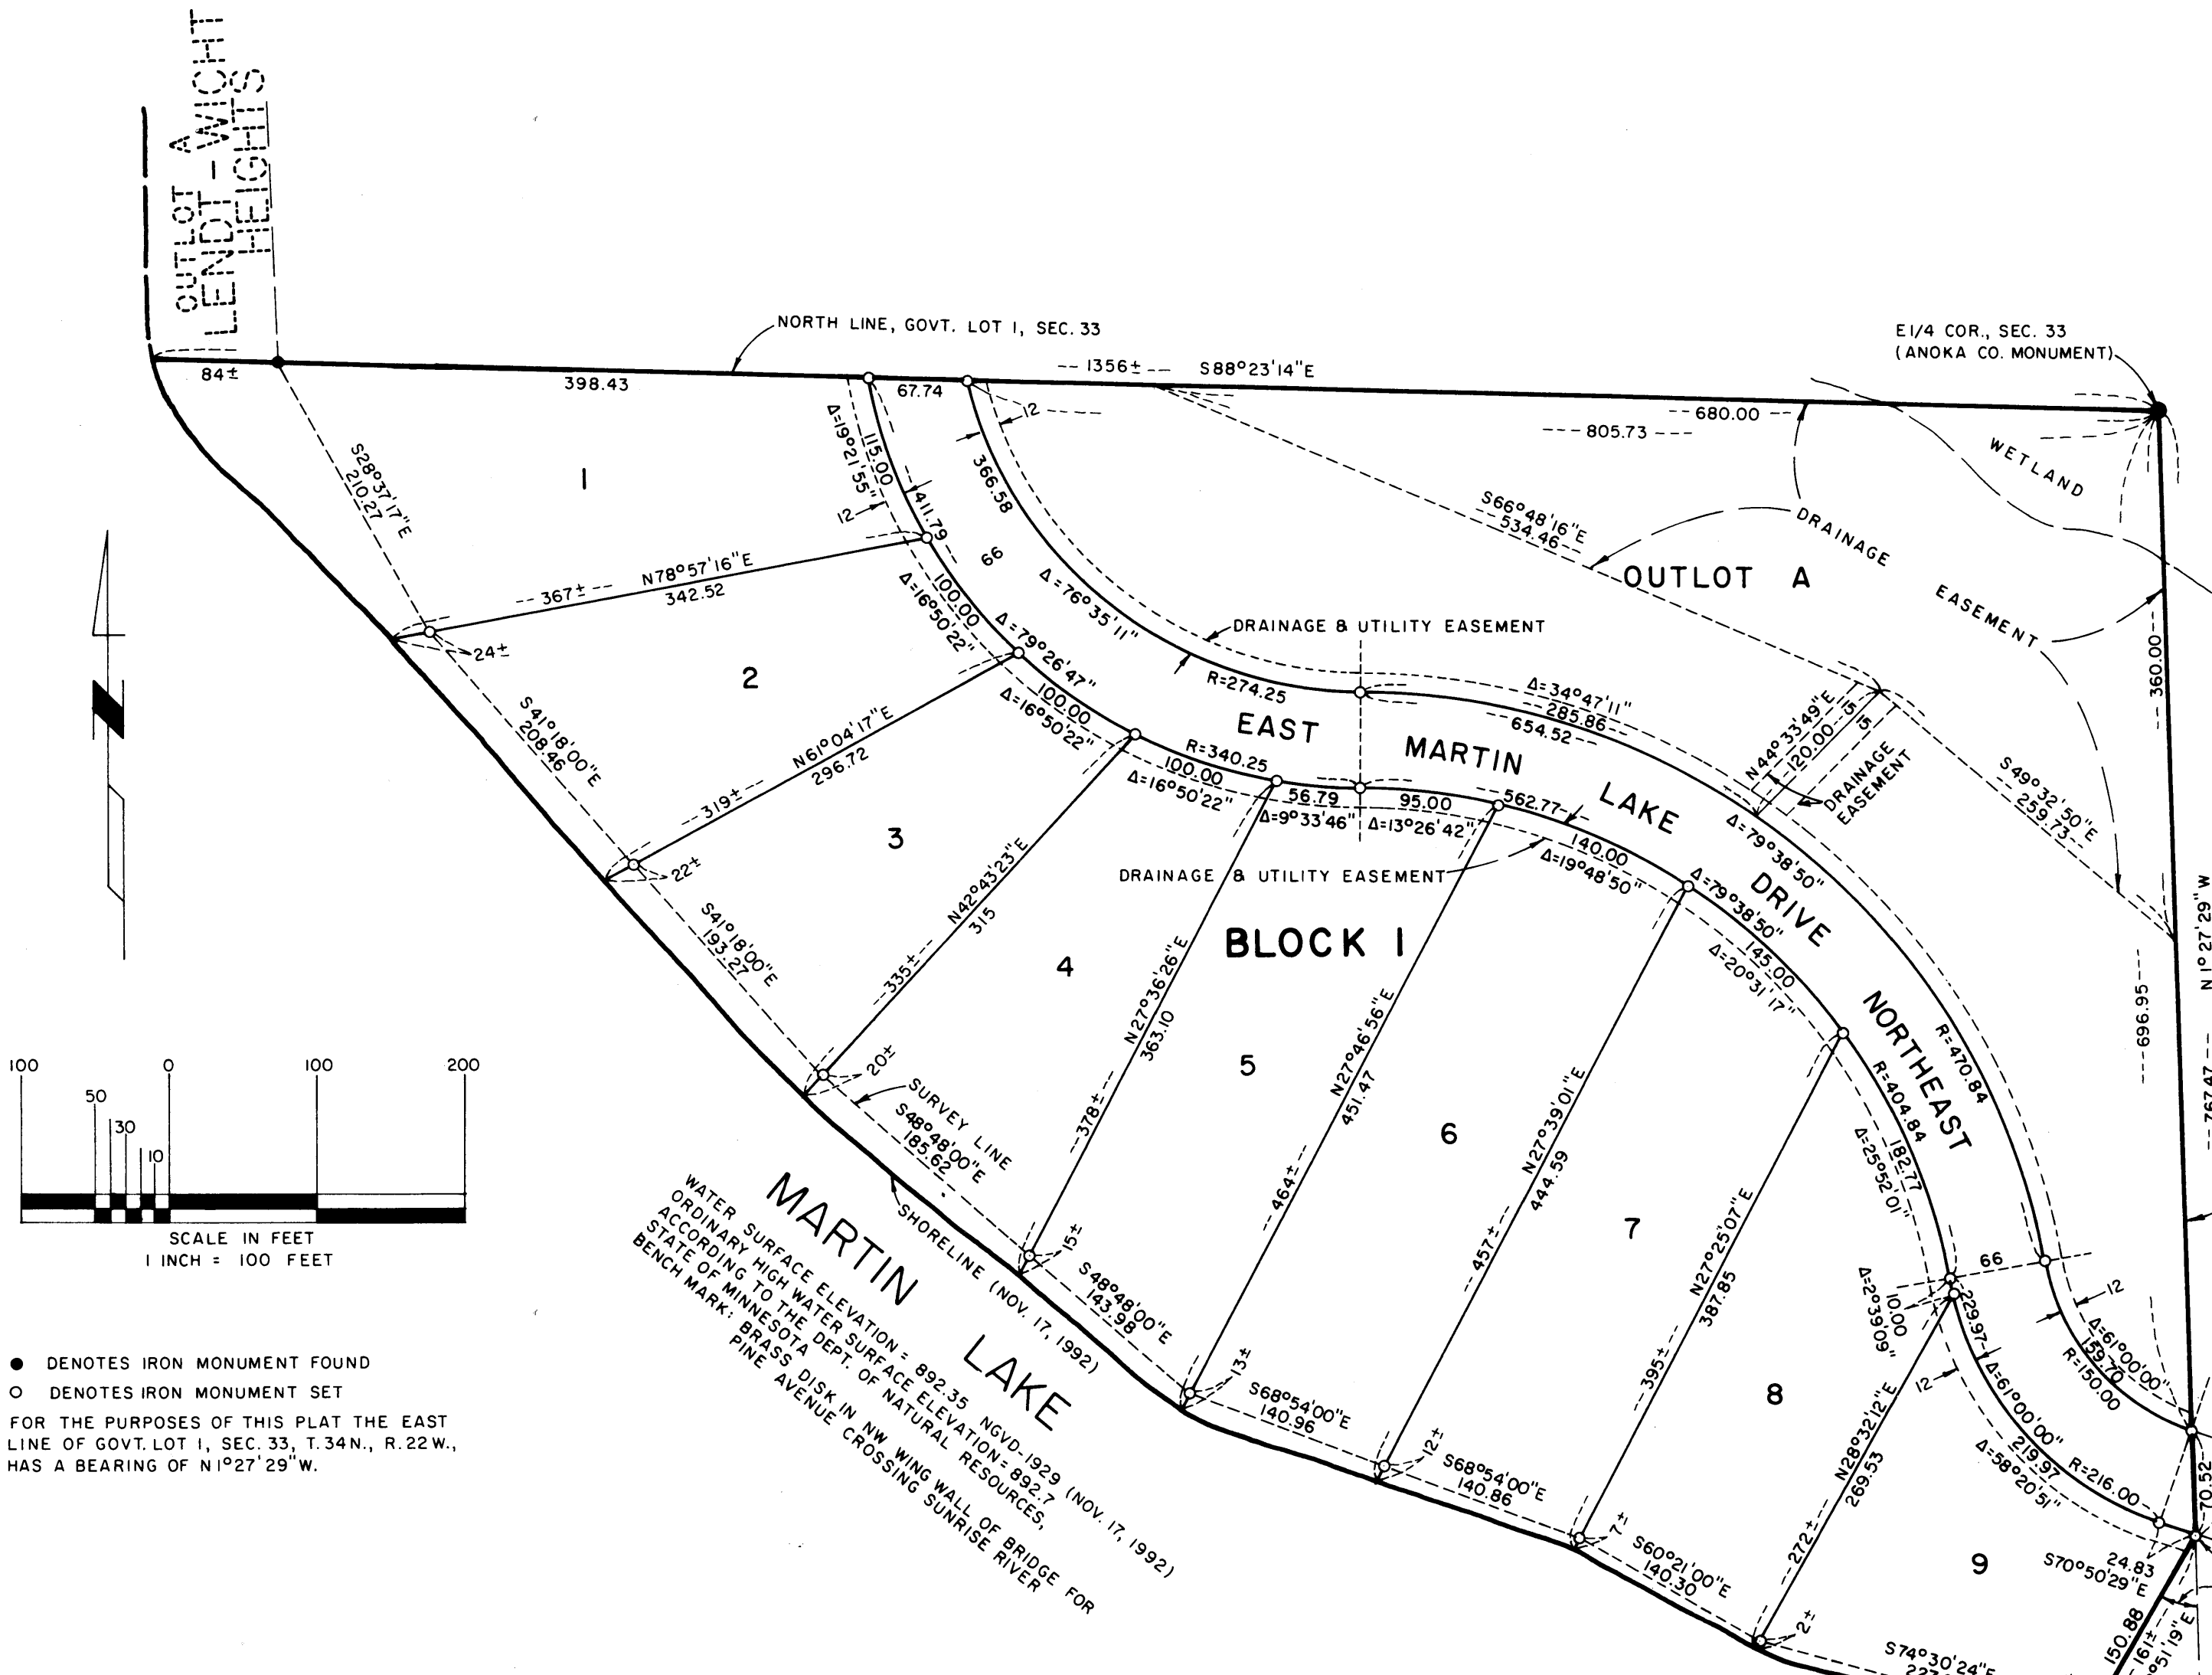 OUTLOT A
LENDT-WIGHT
HEIGHTS
NORTH LINE, GOVT. LOT 1, SEC. 33
E1/4 COR., SEC. 33
(ANOKA CO. MONUMENT)
84±
398.43
67.74
-- 1356± --
S88°23'14"E
--680.00 --
--- 805.73 ---
WETLAND
12
Δ=19°21'55"
115.00
411.79
12
366.58
66
S28°37'17"E
210.27
1
S66°48'16"E
--534.46--
DRAINAGE EASEMENT
OUTLOT A
-- 367± --
N78°57'16"E
342.52
24±
100.00
Δ=16°50'22"
Δ=79°26'47"
Δ=76°35'11"
DRAINAGE & UTILITY EASEMENT
360.00
2
100.00
Δ=16°50'22"
R=274.25
Δ=34°47'11"
--285.86--
--654.52--
N44°33'49"E
120.00
15
15
DRAINAGE
EASEMENT
S41°18'00"E
208.46
N61°04'17"E
296.72
--319±--
22±
EAST MARTIN LAKE DRIVE NORTHEAST
R=340.25
100.00
Δ=16°50'22"
56.79
Δ=9°33'46"
95.00
Δ=13°26'42"
562.77
140.00
Δ=19°48'50"
Δ=79°38'50"
S49°32'50"E
--259.73--
3
DRAINAGE & UTILITY EASEMENT
Δ=79°38'50"
145.00
Δ=20°31'17"
N1°27'29"W
S41°18'00"E
193.27
N42°43'23"E
315
--335±--
20±
BLOCK 1
4
N27°36'26"E
363.10
--378±--
15±
5
N27°46'56"E
451.47
--464±--
13±
6
N27°39'01"E
444.59
--457±--
12±
7
N27°25'07"E
387.85
--395±--
7±
R=470.84
R=404.84
182.77
Δ=25°52'01"
---696.95---
--767.47--
100 0 100 200
50
30
10
SCALE IN FEET
1 INCH = 100 FEET
SURVEY LINE
S48°48'00"E
185.62
SHORELINE (NOV. 17, 1992)
S48°48'00"E
143.98
MARTIN LAKE
WATER SURFACE ELEVATION = 892.35 NGVD-1929 (NOV. 17, 1992)
ORDINARY HIGH WATER SURFACE ELEVATION = 892.7
ACCORDING TO THE DEPT. OF NATURAL RESOURCES,
STATE OF MINNESOTA
BENCH MARK: BRASS DISK IN NW WING WALL OF BRIDGE FOR
PINE AVENUE CROSSING SUNRISE RIVER
S68°54'00"E
140.96
S68°54'00"E
140.86
S60°21'00"E
140.30
66
10.00
Δ=2°39'09"
229.97
Δ=61°00'00"
12
12
Δ=61°00'00"
159.70
R=150.00
8
N28°32'12"E
269.53
272±
2±
219.97
Δ=58°20'51"
R=216.00
70.52
24.83
S70°50'29"E
9
150.88
161±
S74°30'24"E
● DENOTES IRON MONUMENT FOUND
○ DENOTES IRON MONUMENT SET
FOR THE PURPOSES OF THIS PLAT THE EAST
LINE OF GOVT. LOT 1, SEC. 33, T.34N., R.22W.,
HAS A BEARING OF N1°27'29"W.